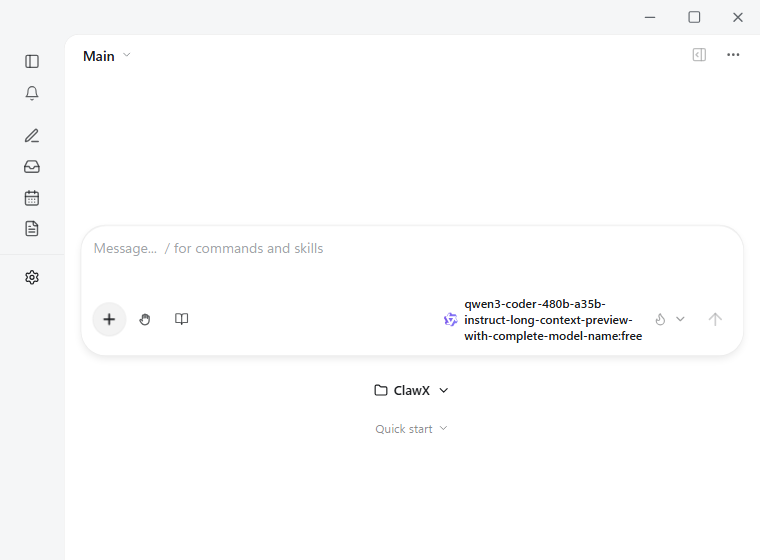 Main
Message... / for commands and skills
qwen3-coder-480b-a35b-
instruct-long-context-preview-
with-complete-model-name:free
ClawX
Quick start